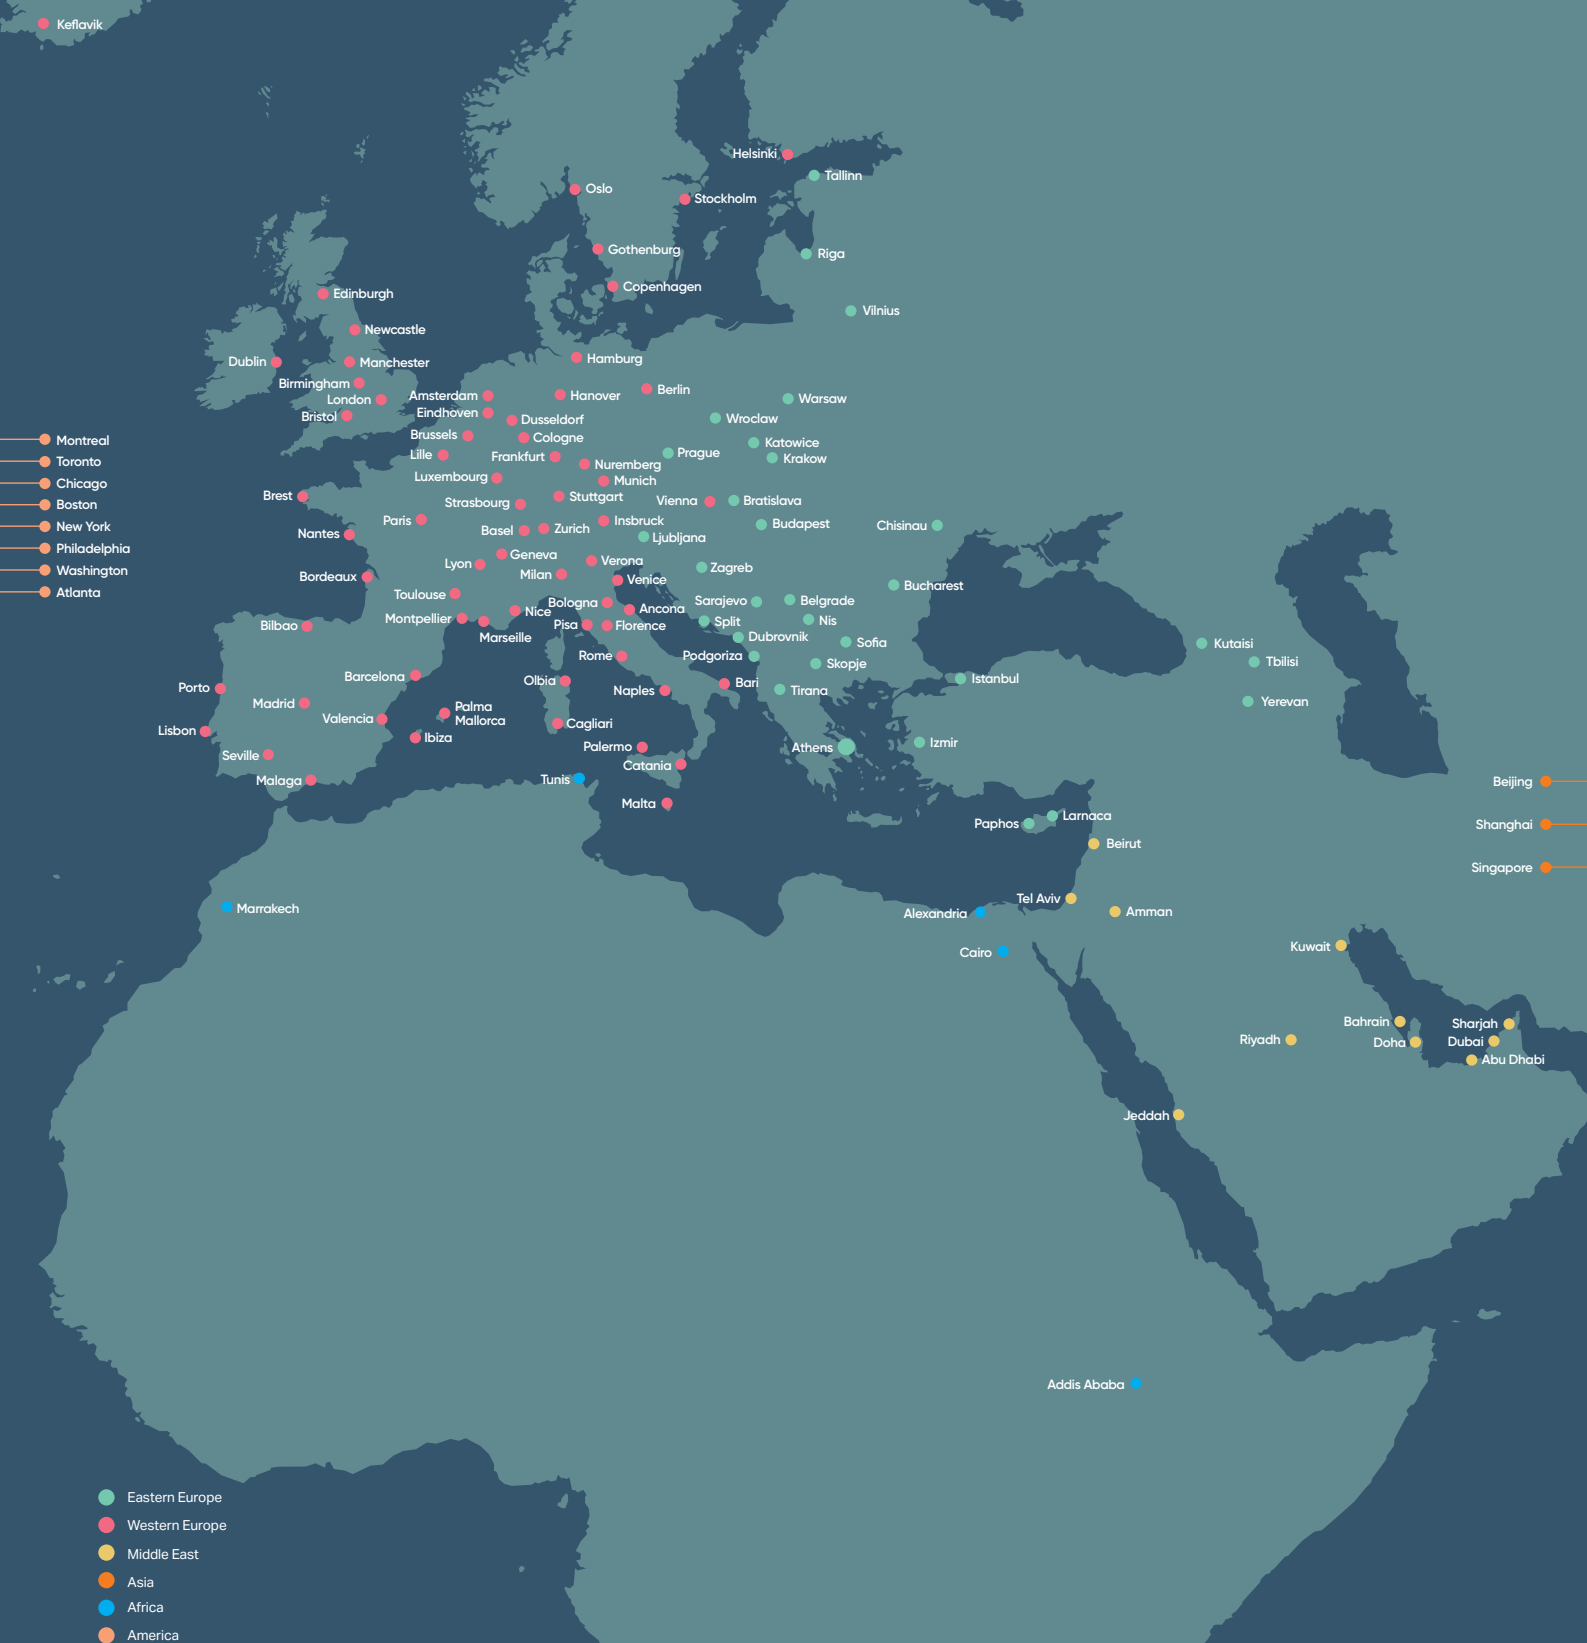 Keflavik
Helsinki
Tallinn
Oslo
Stockholm
Gothenburg
Riga
Copenhagen
Edinburgh
Vilnius
Newcastle
Dublin
Manchester
Hamburg
Birmingham
Berlin
London
Amsterdam
Hanover
Warsaw
Bristol
Eindhoven
Dusseldorf
Wroclaw
Brussels
Cologne
Katowice
Montreal
Lille
Frankfurt
Prague
Krakow
Toronto
Nuremberg
Chicago
Luxembourg
Munich
Boston
Brest
Strasbourg
Stuttgart
Vienna
Bratislava
New York
Paris
Insbruck
Budapest
Chisinau
Nantes
Basel
Zurich
Ljubljana
Philadelphia
Geneva
Washington
Lyon
Verona
Zagreb
Bordeaux
Milan
Venice
Bucharest
Atlanta
Toulouse
Bologna
Ancona
Sarajevo
Belgrade
Montpellier
Nice
Split
Nis
Bilbao
Marseille
Pisa
Florence
Dubrovnik
Sofia
Kutaisi
Rome
Podgoriza
Skopje
Tbilisi
Barcelona
Olbia
Bari
Istanbul
Porto
Naples
Tirana
Madrid
Palma
Mallorca
Yerevan
Valencia
Cagliari
Lisbon
Ibiza
Palermo
Athens
Izmir
Seville
Catania
Malaga
Tunis
Beijing
Malta
Paphos
Larnaca
Shanghai
Beirut
Singapore
Marrakech
Tel Aviv
Alexandria
Amman
Cairo
Kuwait
Bahrain
Sharjah
Riyadh
Doha
Dubai
Abu Dhabi
Jeddah
Addis Ababa
Eastern Europe
Western Europe
Middle East
Asia
Africa
America